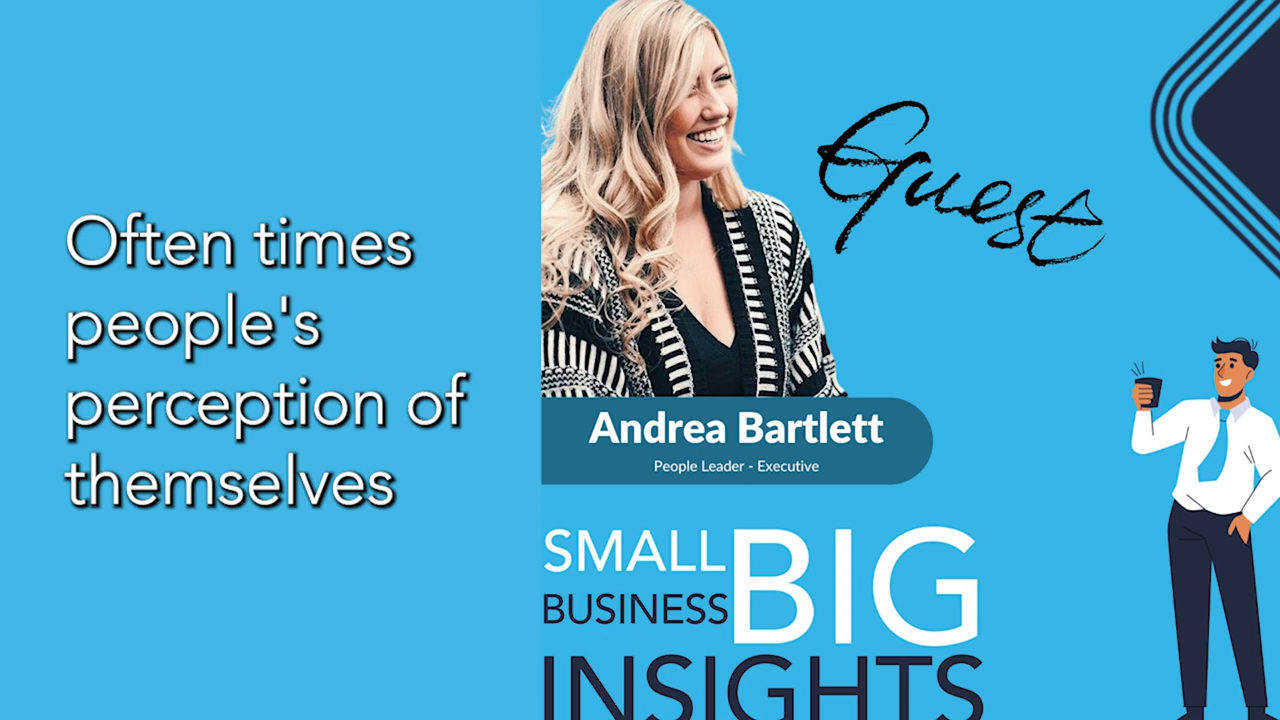 Often times
people's
perception of
themselves
Guest
Andrea Bartlett
People Leader - Executive
SMALL
BUSINESS
BIG
INSIGHTS